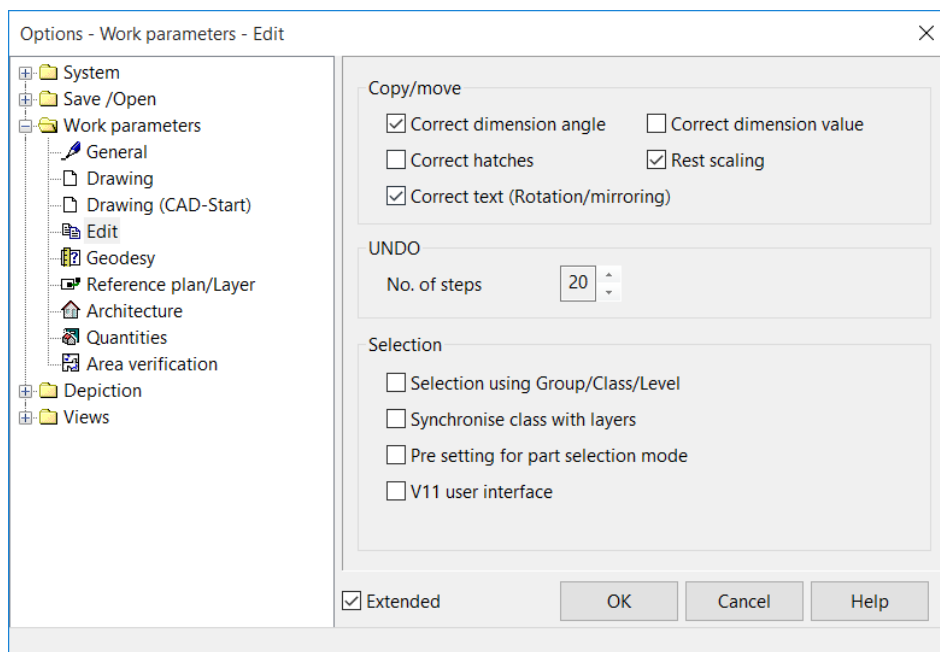 Options - Work parameters - Edit
System
Save /Open
Work parameters
General
Drawing
Drawing (CAD-Start)
Edit
Geodesy
Reference plan/Layer
Architecture
Quantities
Area verification
Depiction
Views
Copy/move
Correct dimension angle Correct dimension value
Correct hatches Rest scaling
Correct text (Rotation/mirroring)
UNDO
No. of steps 20
Selection
Selection using Group/Class/Level
Synchronise class with layers
Pre setting for part selection mode
V11 user interface
Extended OK Cancel Help